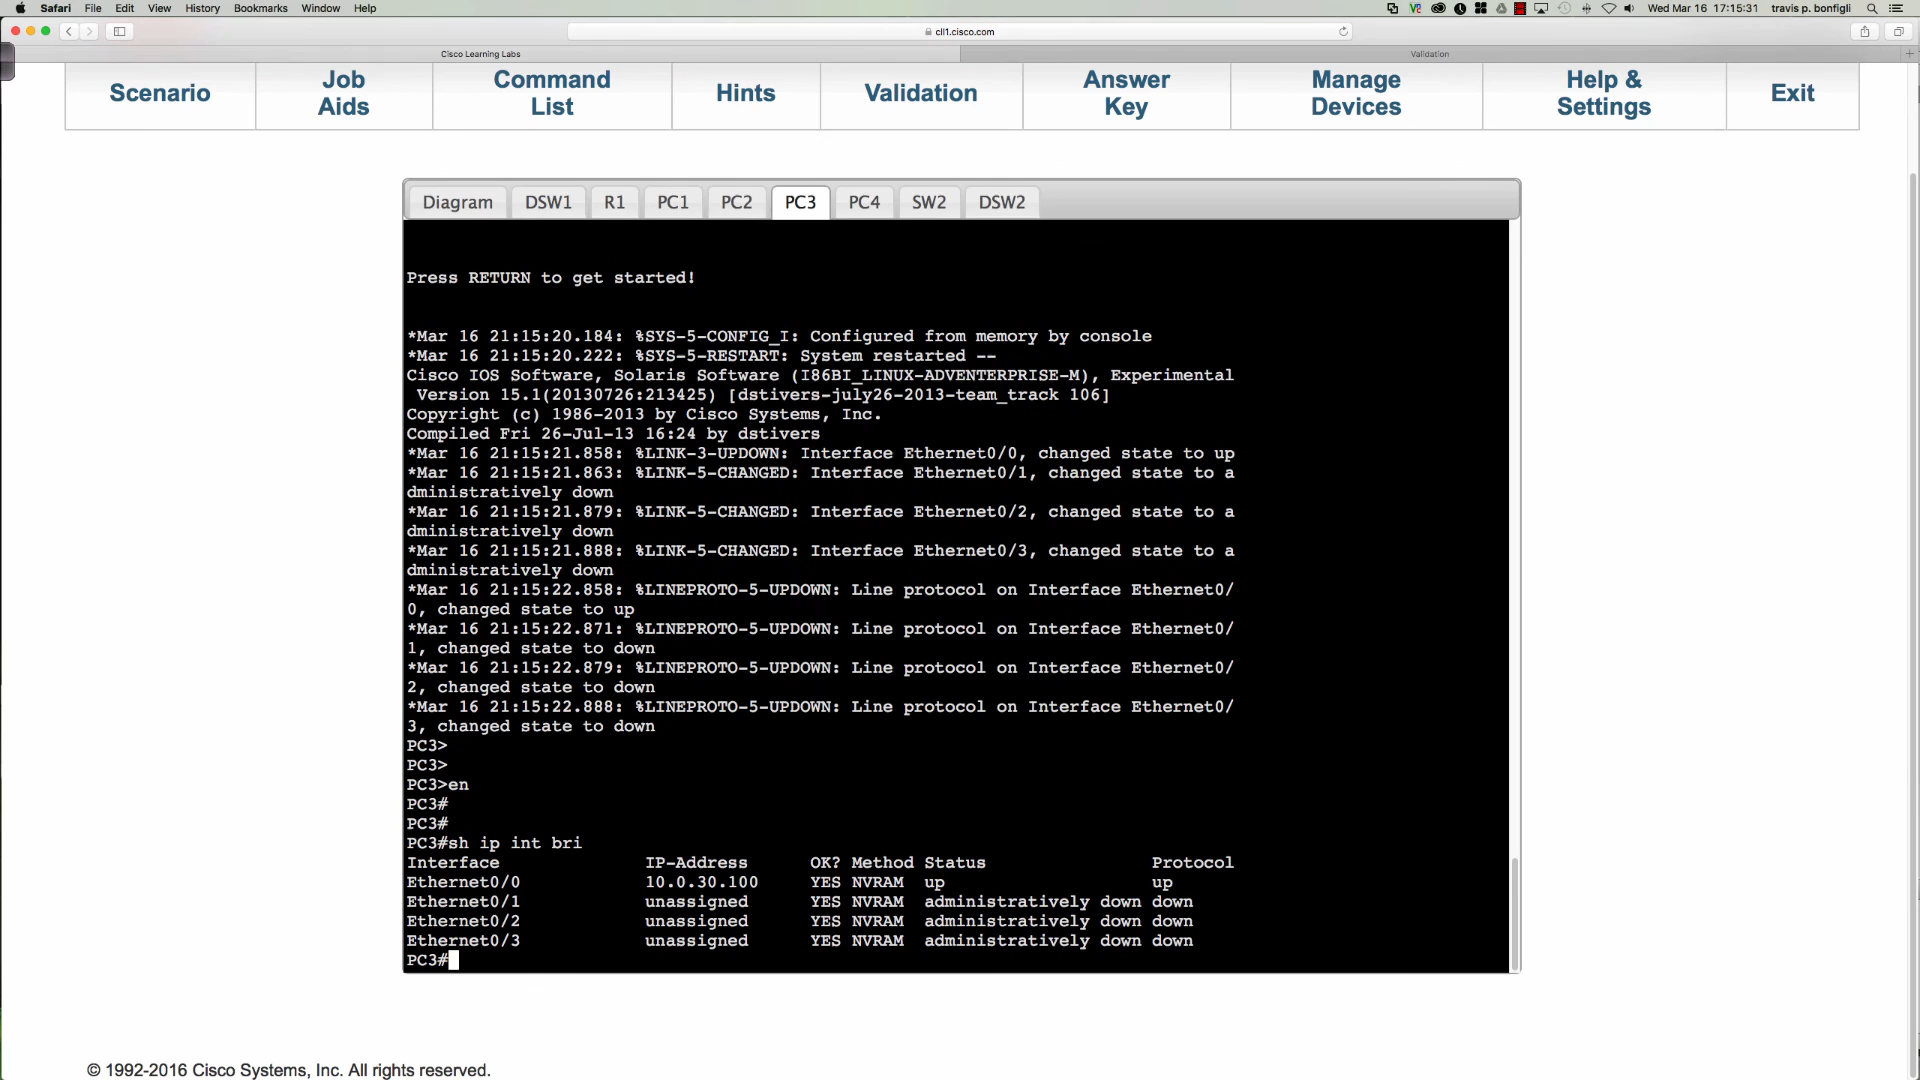 Safari File Edit View History Bookmarks Window Help Wed Mar 16 17:15:31 travis p. bonfigli
cll1.cisco.com
Cisco Learning Labs Validation
Scenario Job Aids Command List Hints Validation Answer Key Manage Devices Help & Settings Exit
Diagram DSW1 R1 PC1 PC2 PC3 PC4 SW2 DSW2
Press RETURN to get started!
*Mar 16 21:15:20.184: %SYS-5-CONFIG_I: Configured from memory by console
*Mar 16 21:15:20.222: %SYS-5-RESTART: System restarted --
Cisco IOS Software, Solaris Software (I86BI_LINUX-ADVENTERPRISE-M), Experimental
Version 15.1(20130726:213425) [dstivers-july26-2013-team_track 106]
Copyright (c) 1986-2013 by Cisco Systems, Inc.
Compiled Fri 26-Jul-13 16:24 by dstivers
*Mar 16 21:15:21.858: %LINK-3-UPDOWN: Interface Ethernet0/0, changed state to up
*Mar 16 21:15:21.863: %LINK-5-CHANGED: Interface Ethernet0/1, changed state to a
dministratively down
*Mar 16 21:15:21.879: %LINK-5-CHANGED: Interface Ethernet0/2, changed state to a
dministratively down
*Mar 16 21:15:21.888: %LINK-5-CHANGED: Interface Ethernet0/3, changed state to a
dministratively down
*Mar 16 21:15:22.858: %LINEPROTO-5-UPDOWN: Line protocol on Interface Ethernet0/
0, changed state to up
*Mar 16 21:15:22.871: %LINEPROTO-5-UPDOWN: Line protocol on Interface Ethernet0/
1, changed state to down
*Mar 16 21:15:22.879: %LINEPROTO-5-UPDOWN: Line protocol on Interface Ethernet0/
2, changed state to down
*Mar 16 21:15:22.888: %LINEPROTO-5-UPDOWN: Line protocol on Interface Ethernet0/
3, changed state to down
PC3>
PC3>
PC3>en
PC3#
PC3#
PC3#sh ip int bri
Interface IP-Address OK? Method Status Protocol
Ethernet0/0 10.0.30.100 YES NVRAM up up
Ethernet0/1 unassigned YES NVRAM administratively down down
Ethernet0/2 unassigned YES NVRAM administratively down down
Ethernet0/3 unassigned YES NVRAM administratively down down
PC3#
© 1992-2016 Cisco Systems, Inc. All rights reserved.